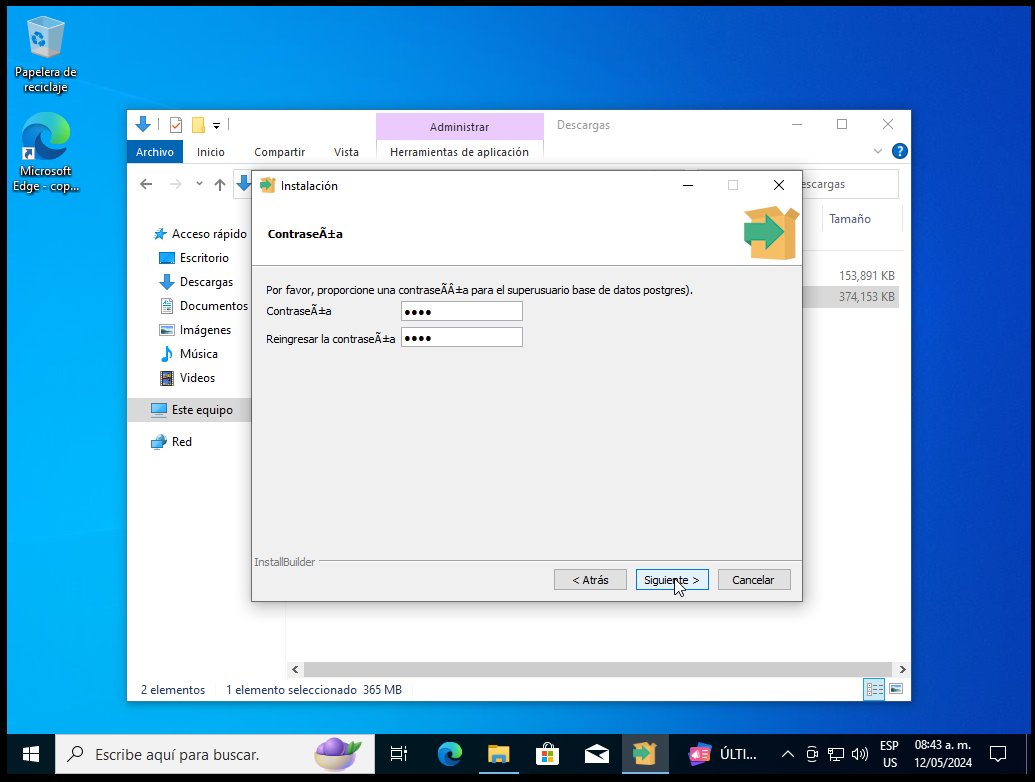 Papelera de
reciclaje
Microsoft
Edge - cop...
Administrar
Descargas
Archivo
Inicio
Compartir
Vista
Herramientas de aplicación
escargas
Tamaño
Acceso rápido
Escritorio
Descargas
Documentos
Imágenes
Música
Videos
Este equipo
Red
153,891 KB
374,153 KB
Instalación
ContraseÃ±a
Por favor, proporcione una contraseÃÂ±a para el superusuario base de datos postgres).
ContraseÃ±a
●●●●
Reingresar la contraseÃ±a
●●●●
InstallBuilder
< Atrás
Siguiente >
Cancelar
2 elementos
1 elemento seleccionado 365 MB
Escribe aquí para buscar.
ÚLTI...
ESP
US
08:43 a. m.
12/05/2024